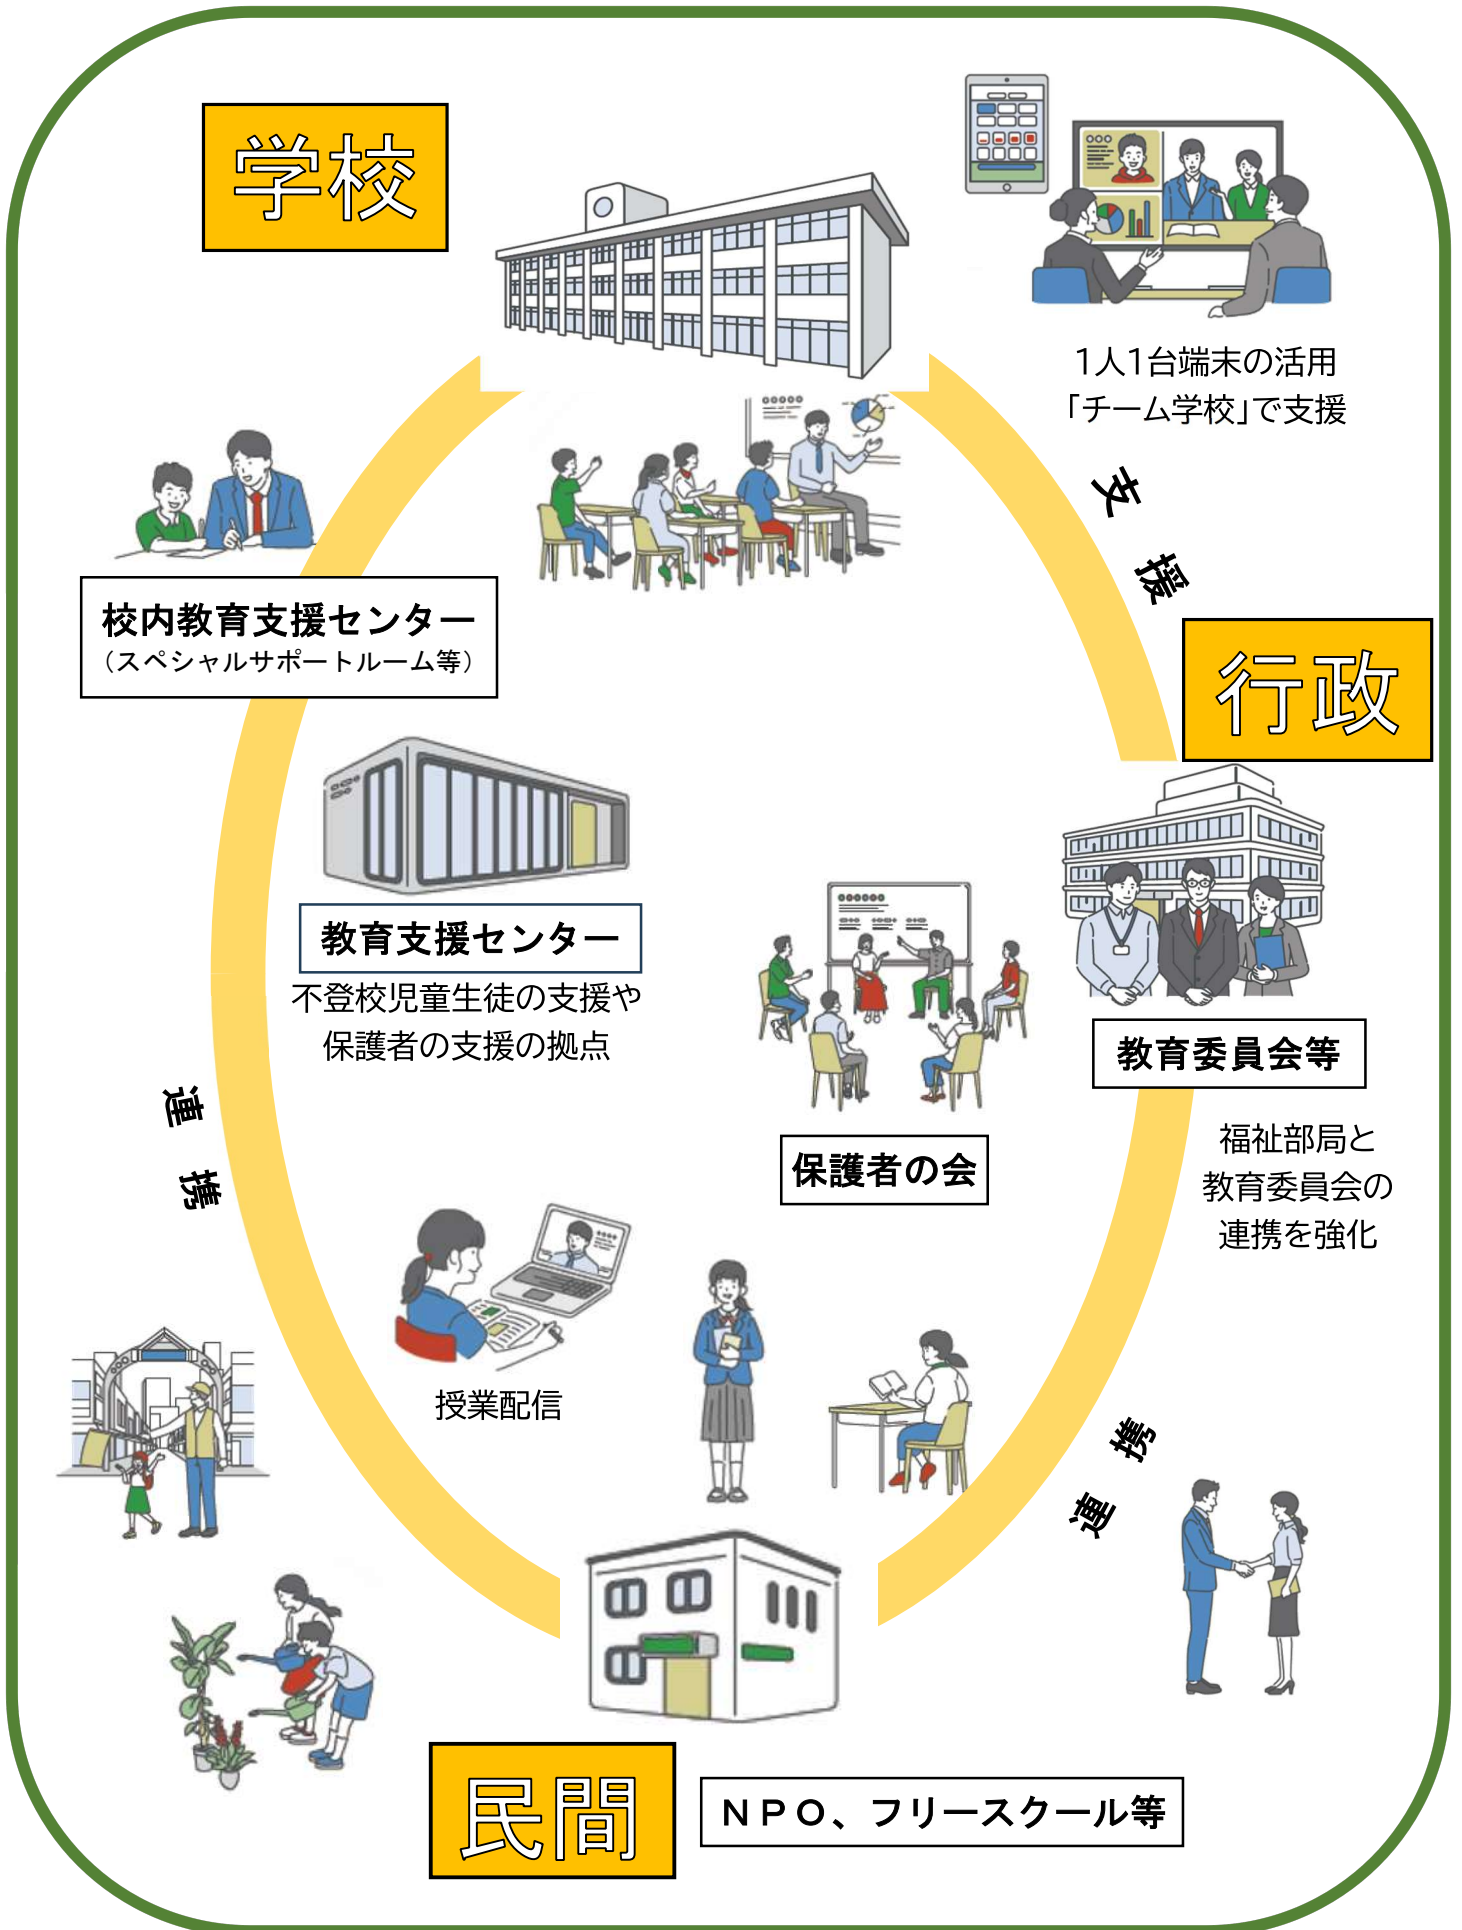 学校
1人1台端末の活用
「チーム学校」で支援
支援
校内教育支援センター
（スペシャルサポートルーム等）
行政
教育支援センター
不登校児童生徒の支援や
保護者の支援の拠点
教育委員会等
福祉部局と
教育委員会の
連携を強化
保護者の会
連携
授業配信
連携
民間
ＮＰＯ、フリースクール等